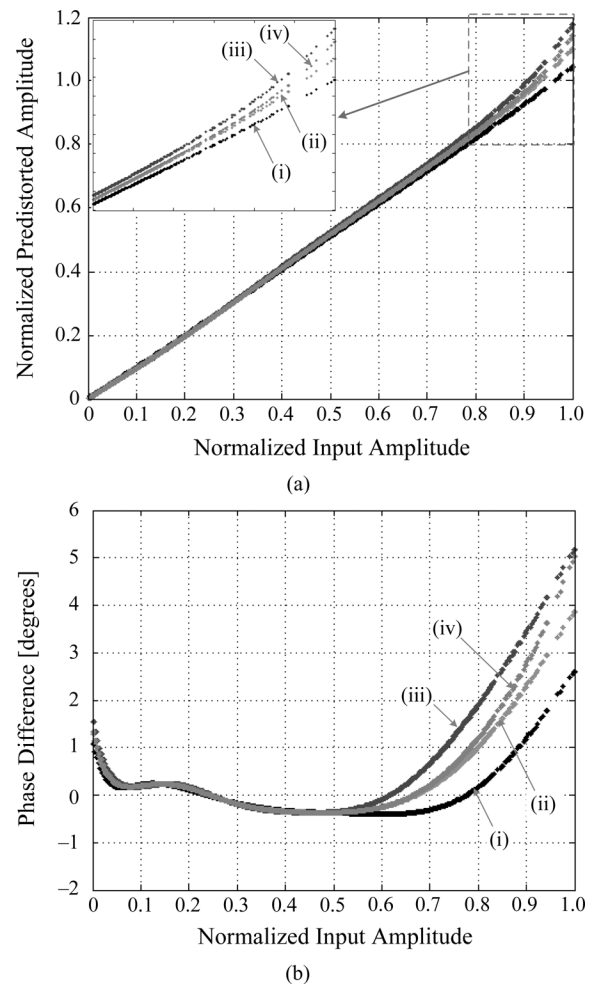 Normalized Predistorted Amplitude
1.2
1.0
0.8
0.6
0.4
0.2
0
(iii)
(iv)
(ii)
(i)
0 0.1 0.2 0.3 0.4 0.5 0.6 0.7 0.8 0.9 1.0
Normalized Input Amplitude
(a)
Phase Difference [degrees]
6
5
4
3
2
1
0
−1
−2
(iv)
(iii)
(ii)
(i)
0 0.1 0.2 0.3 0.4 0.5 0.6 0.7 0.8 0.9 1.0
Normalized Input Amplitude
(b)